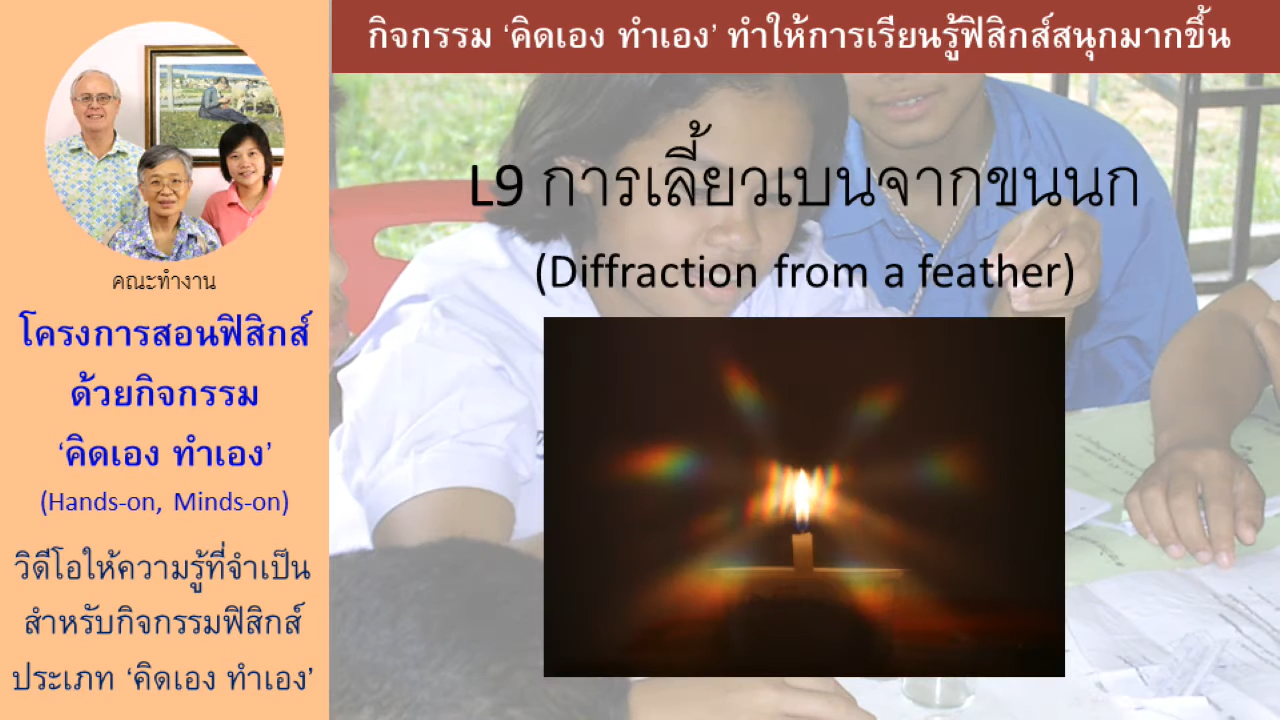 กิจกรรม ‘คิดเอง ทำเอง’ ทำให้การเรียนรู้ฟิสิกส์สนุกมากขึ้น
L9 การเลี้ยวเบนจากขนนก
(Diffraction from a feather)
คณะทำงาน
โครงการสอนฟิสิกส์
ด้วยกิจกรรม
‘คิดเอง ทำเอง’
(Hands-on, Minds-on)
วิดีโอให้ความรู้ที่จำเป็น
สำหรับกิจกรรมฟิสิกส์
ประเภท ‘คิดเอง ทำเอง’